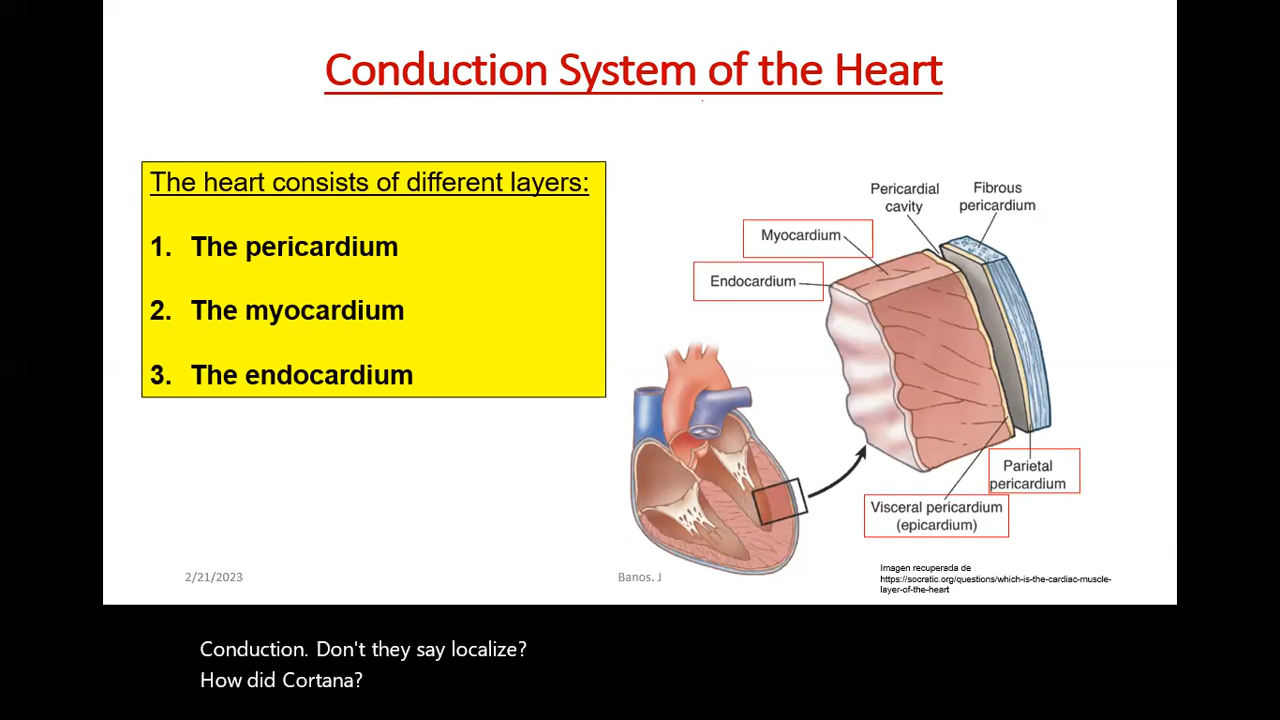 Conduction System of the Heart
The heart consists of different layers:
1. The pericardium
2. The myocardium
3. The endocardium
Pericardial
cavity
Fibrous
pericardium
Myocardium
Endocardium
Parietal
pericardium
Visceral pericardium
(epicardium)
2/21/2023
Banos. J
Imagen recuperada de
https://socratic.org/questions/which-is-the-cardiac-muscle-
layer-of-the-heart
Conduction. Don't they say localize?
How did Cortana?